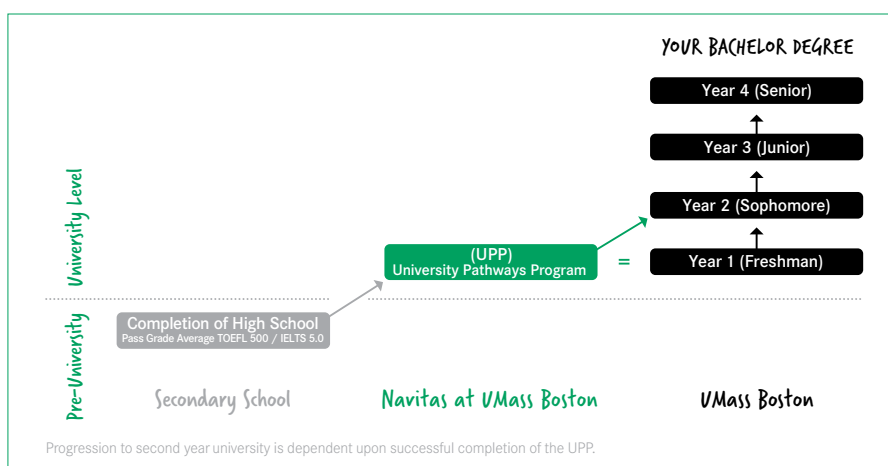 YOUR BACHELOR DEGREE
Year 4 (Senior)
Year 3 (Junior)
Year 2 (Sophomore)
University Level
(UPP)
University Pathways Program
=
Year 1 (Freshman)
Pre-University
Completion of High School
Pass Grade Average TOEFL 500 / IELTS 5.0
Secondary School
Navitas at UMass Boston
UMass Boston
Progression to second year university is dependent upon successful completion of the UPP.